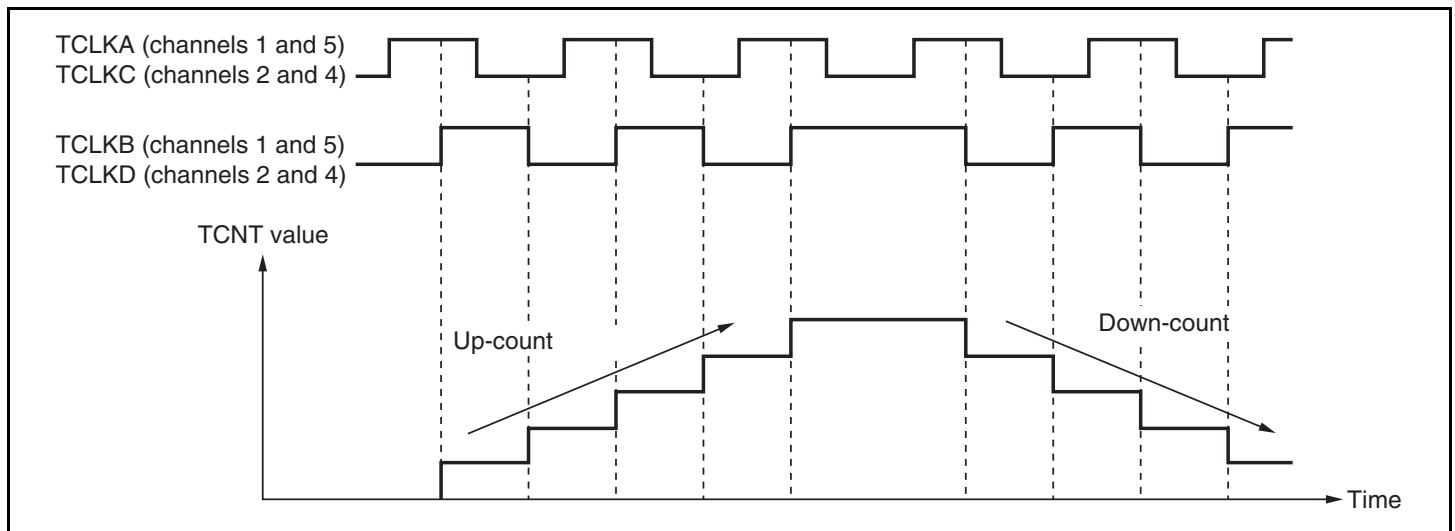 TCLKA (channels 1 and 5)
TCLKC (channels 2 and 4)
TCLKB (channels 1 and 5)
TCLKD (channels 2 and 4)
TCNT value
Up-count
Down-count
Time